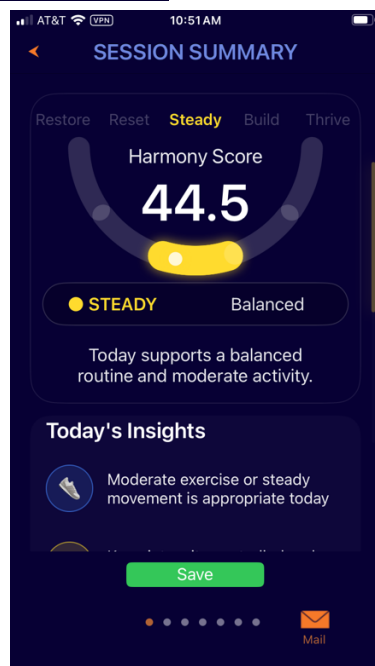 AT&T VPN 10:51 AM
SESSION SUMMARY
Restore Reset Steady Build Thrive
Harmony Score
44.5
STEADY Balanced
Today supports a balanced
routine and moderate activity.
Today's Insights
Moderate exercise or steady
movement is appropriate today
Save
Mail